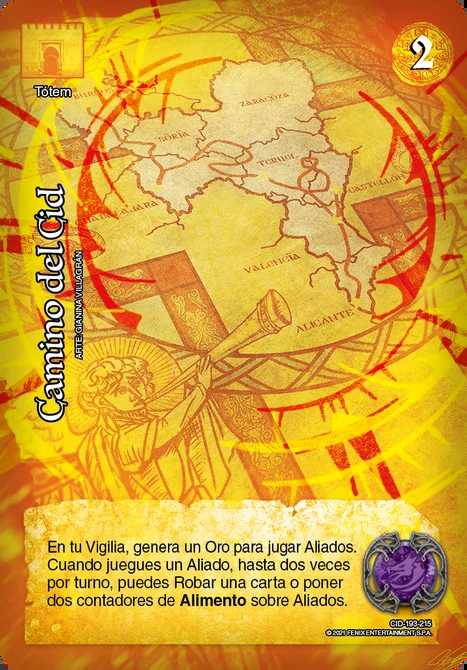 2
Tótem
BURGOS
ZARAGOZA
SORIA
TERUEL
CASTELLÓN
VALENCIA
ALICANTE
Camino del Cid
ARTE: GIANINA VILLAGRÁN
En tu Vigilia, genera un Oro para jugar Aliados.
Cuando juegues un Aliado, hasta dos veces
por turno, puedes Robar una carta o poner
dos contadores de Alimento sobre Aliados.
CID-193-215
©2021 FENIX ENTERTAINMENT S.P.A.